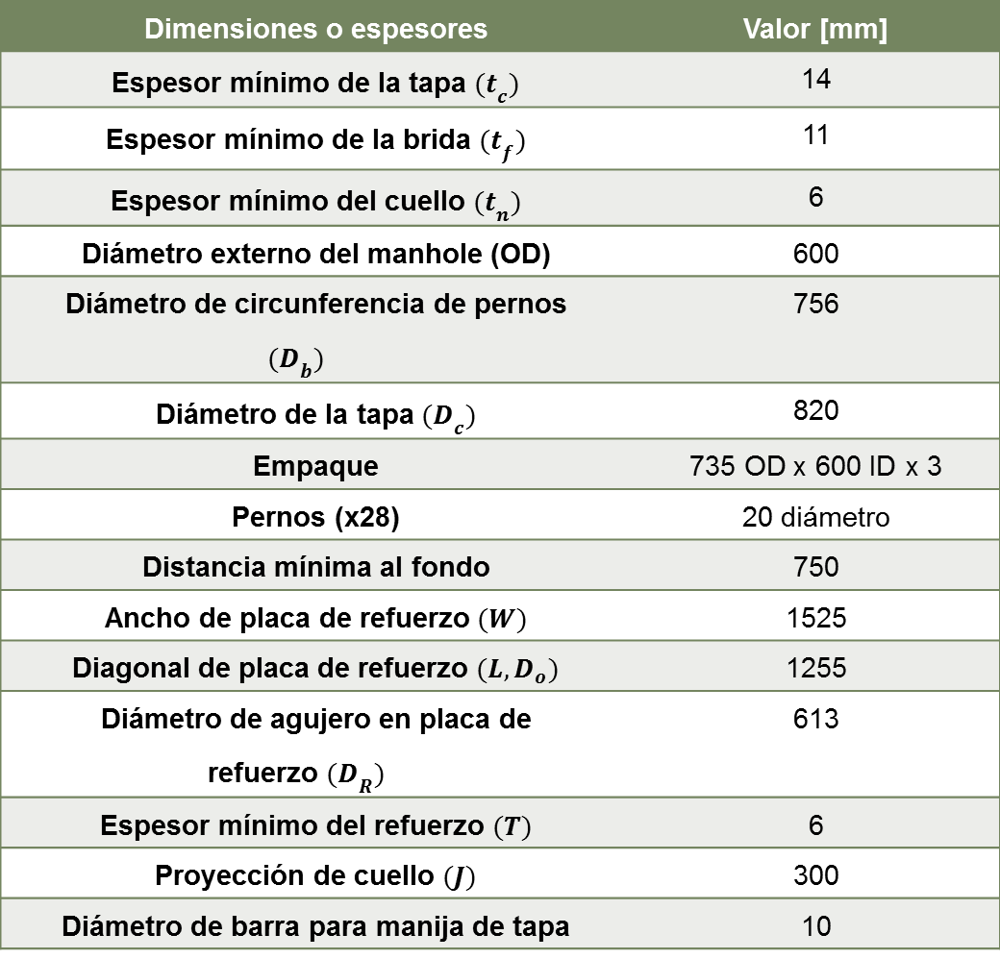 Dimensiones o espesores Valor [mm]
Espesor mínimo de la tapa (t_c) 14
Espesor mínimo de la brida (t_f) 11
Espesor mínimo del cuello (t_n) 6
Diámetro externo del manhole (OD) 600
Diámetro de circunferencia de pernos 756
(D_b)
Diámetro de la tapa (D_c) 820
Empaque 735 OD x 600 ID x 3
Pernos (x28) 20 diámetro
Distancia mínima al fondo 750
Ancho de placa de refuerzo (W) 1525
Diagonal de placa de refuerzo (L, D_o) 1255
Diámetro de agujero en placa de 613
refuerzo (D_R)
Espesor mínimo del refuerzo (T) 6
Proyección de cuello (J) 300
Diámetro de barra para manija de tapa 10